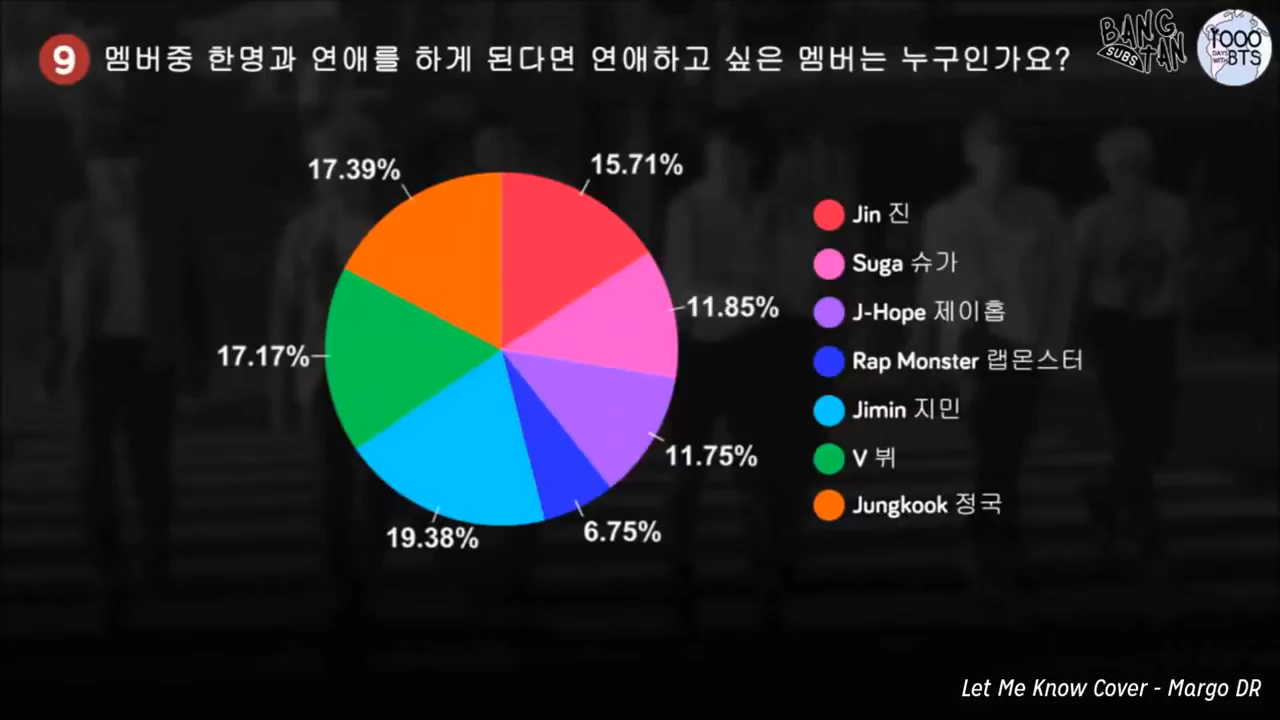 9 멤버중 한명과 연애를 하게 된다면 연애하고 싶은 멤버는 누구인가요?
BANG
TAN
SUBS
1000
DAYS
WITH BTS
17.39%
15.71%
11.85%
17.17%
11.75%
19.38%
6.75%
Jin 진
Suga 슈가
J-Hope 제이홉
Rap Monster 랩몬스터
Jimin 지민
V 뷔
Jungkook 정국
Let Me Know Cover - Margo DR